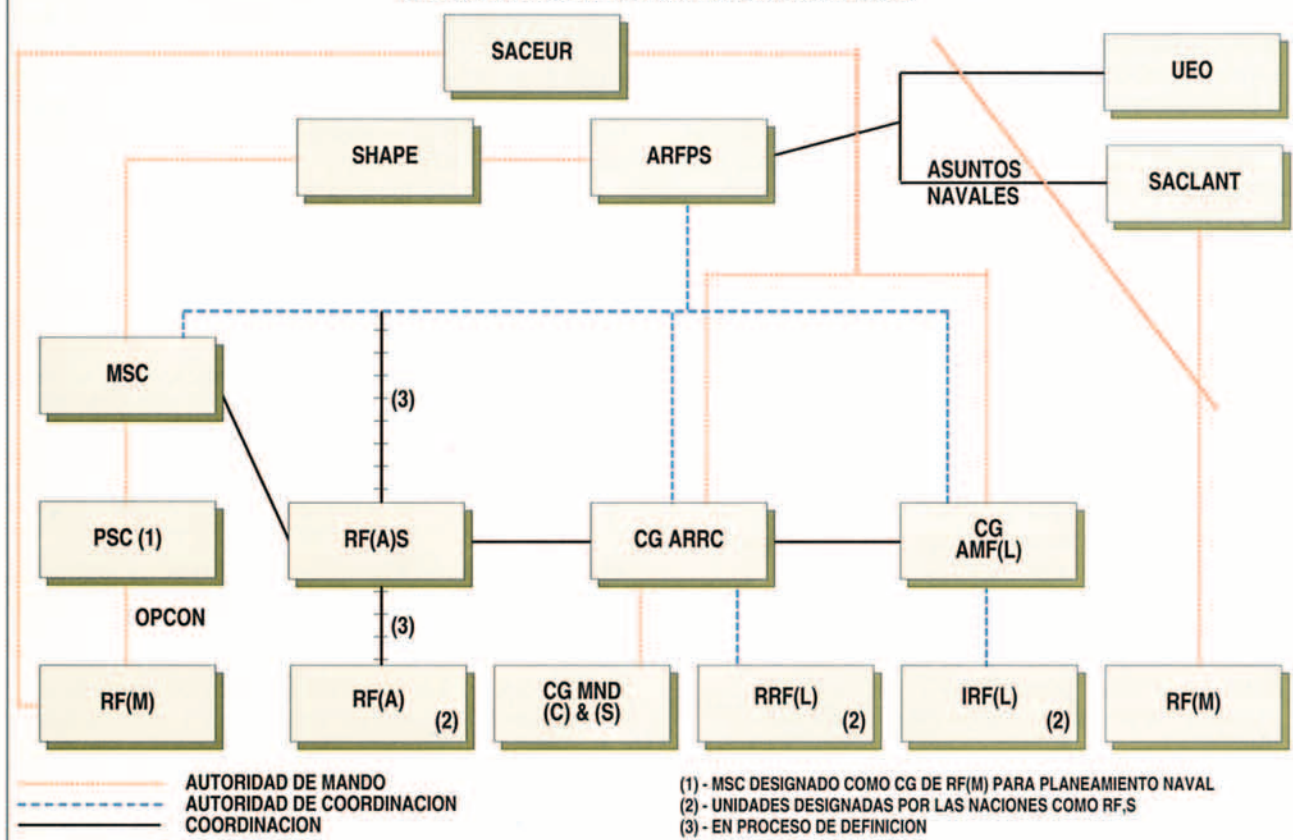 SACEUR
UEO
SHAPE
ARFPS
ASUNTOS
NAVALES
SACLANT
MSC
(3)
PSC (1)
RF(A)S
CG ARRC
CG
AMF(L)
OPCON
(3)
RF(M)
RF(A)
(2)
CG MND
(C) & (S)
RRF(L)
(2)
IRF(L)
(2)
RF(M)
AUTORIDAD DE MANDO
AUTORIDAD DE COORDINACION
COORDINACION
(1) - MSC DESIGNADO COMO CG DE RF(M) PARA PLANEAMIENTO NAVAL
(2) - UNIDADES DESIGNADAS POR LAS NACIONES COMO RF,S
(3) - EN PROCESO DE DEFINICION